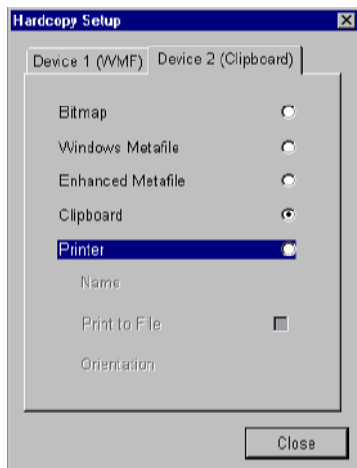 Hardcopy Setup
Device 1 (WMF) Device 2 (Clipboard)
Bitmap
Windows Metafile
Enhanced Metafile
Clipboard
Printer
Name
Print to File
Orientation
Close